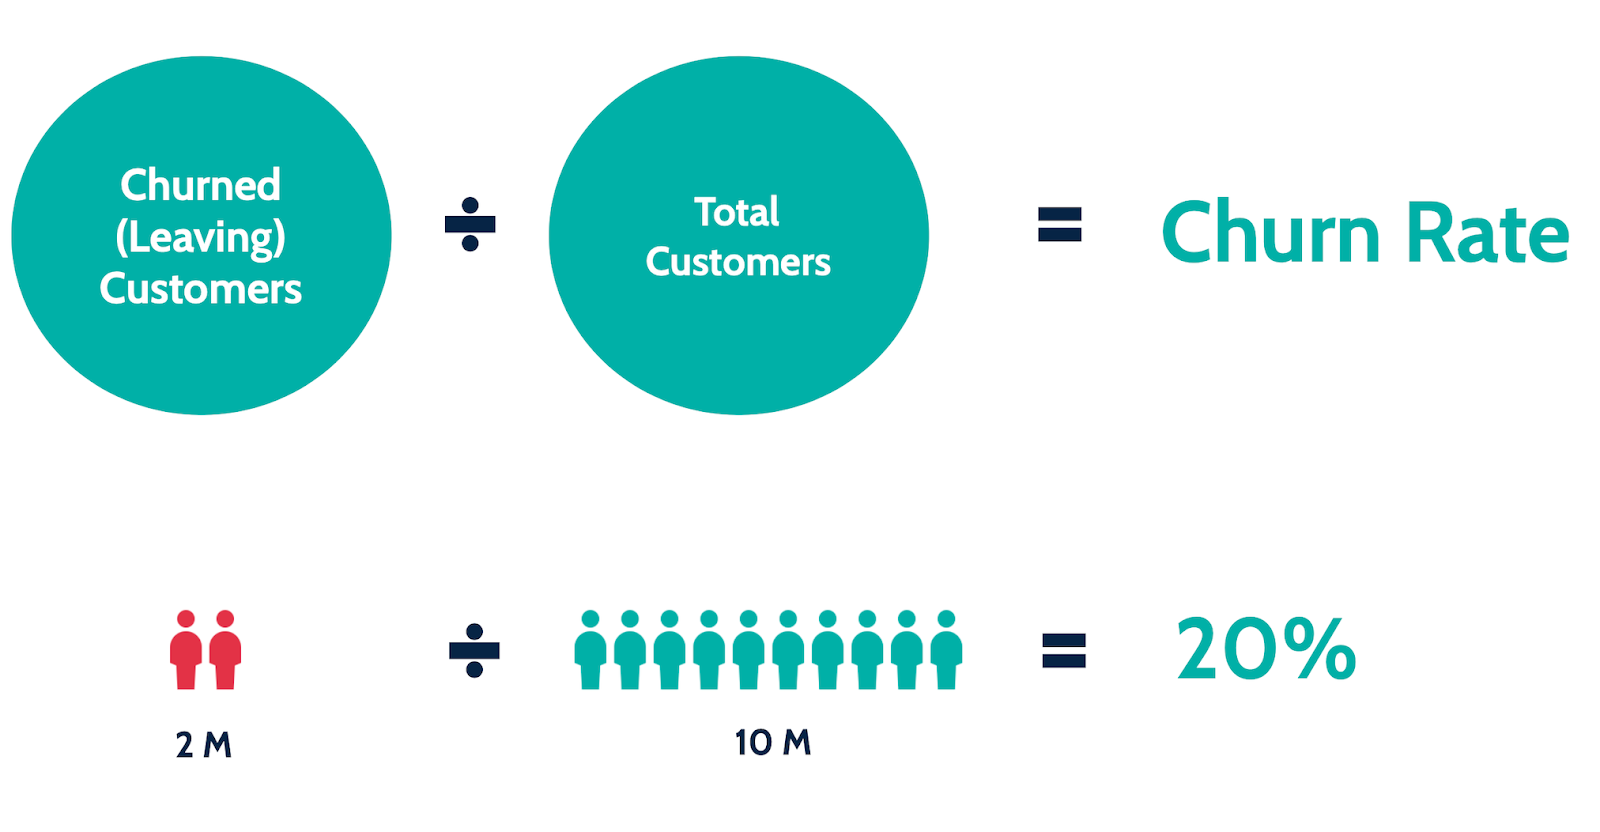 Churned
(Leaving)
Customers
÷
Total
Customers
=
Churn Rate
÷
=
20%
2 M
10 M